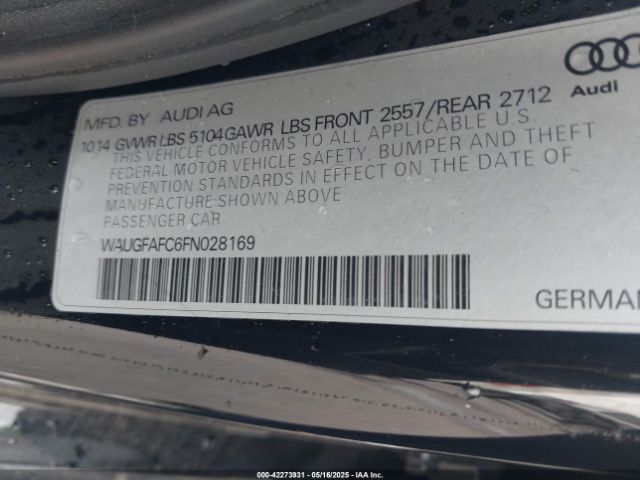 MFD. BY AUDI AG
10 14 GVWR LBS 5104 GAWR LBS FRONT 2557/REAR 2712
THIS VEHICLE CONFORMS TO ALL APPLICABLE U.S.
FEDERAL MOTOR VEHICLE SAFETY, BUMPER AND THEFT
PREVENTION STANDARDS IN EFFECT ON THE DATE OF
MANUFACTURE SHOWN ABOVE
PASSENGER CAR
WAUGFAFC6FN028169
Audi
GERMAN
000-42273931 - 05/16/2025 - IAA Inc.